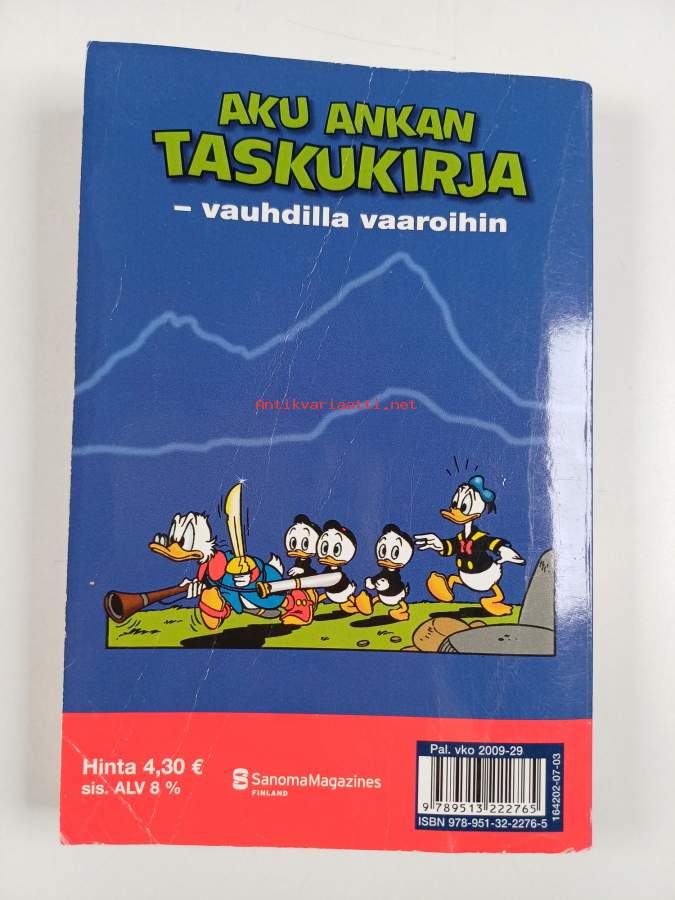 AKU ANKAN
TASKUKIRJA
– vauhdilla vaaroihin
Antikvariaatti.net
Hinta 4,30 €
sis. ALV 8 %
SanomaMagazines
FINLAND
Pal. vko 2009-29
9 789513 222765
ISBN 978-951-32-2276-5
164202-07-03